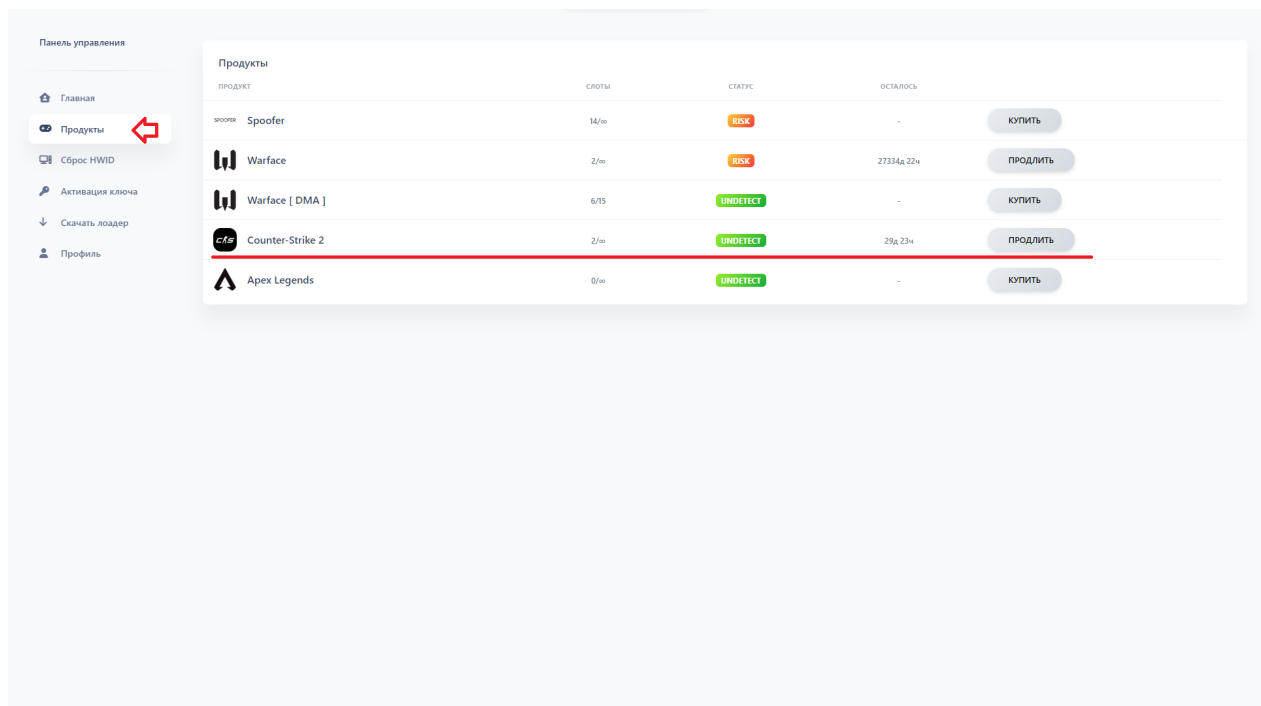 Панель управления
Главная
Продукты
Сброс HWID
Активация ключа
Скачать лоадер
Профиль
Продукты
ПРОДУКТ СЛОТЫ СТАТУС ОСТАЛОСЬ
SPOOFER Spoofer 14/∞ RISK - КУПИТЬ
Warface 2/∞ RISK 27334д 22ч ПРОДЛИТЬ
Warface [ DMA ] 6/15 UNDETECT - КУПИТЬ
Counter-Strike 2 2/∞ UNDETECT 29д 23ч ПРОДЛИТЬ
Apex Legends 0/∞ UNDETECT - КУПИТЬ